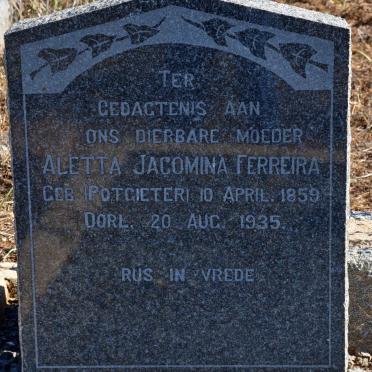 TER
GEDAGTENIS AAN
ONS DIERBARE MOEDER
ALETTA JACOMINA FERREIRA
GEB (POTGIETER) 10 APRIL. 1859
OORL. 20 AUG. 1935.
RUS IN VREDE